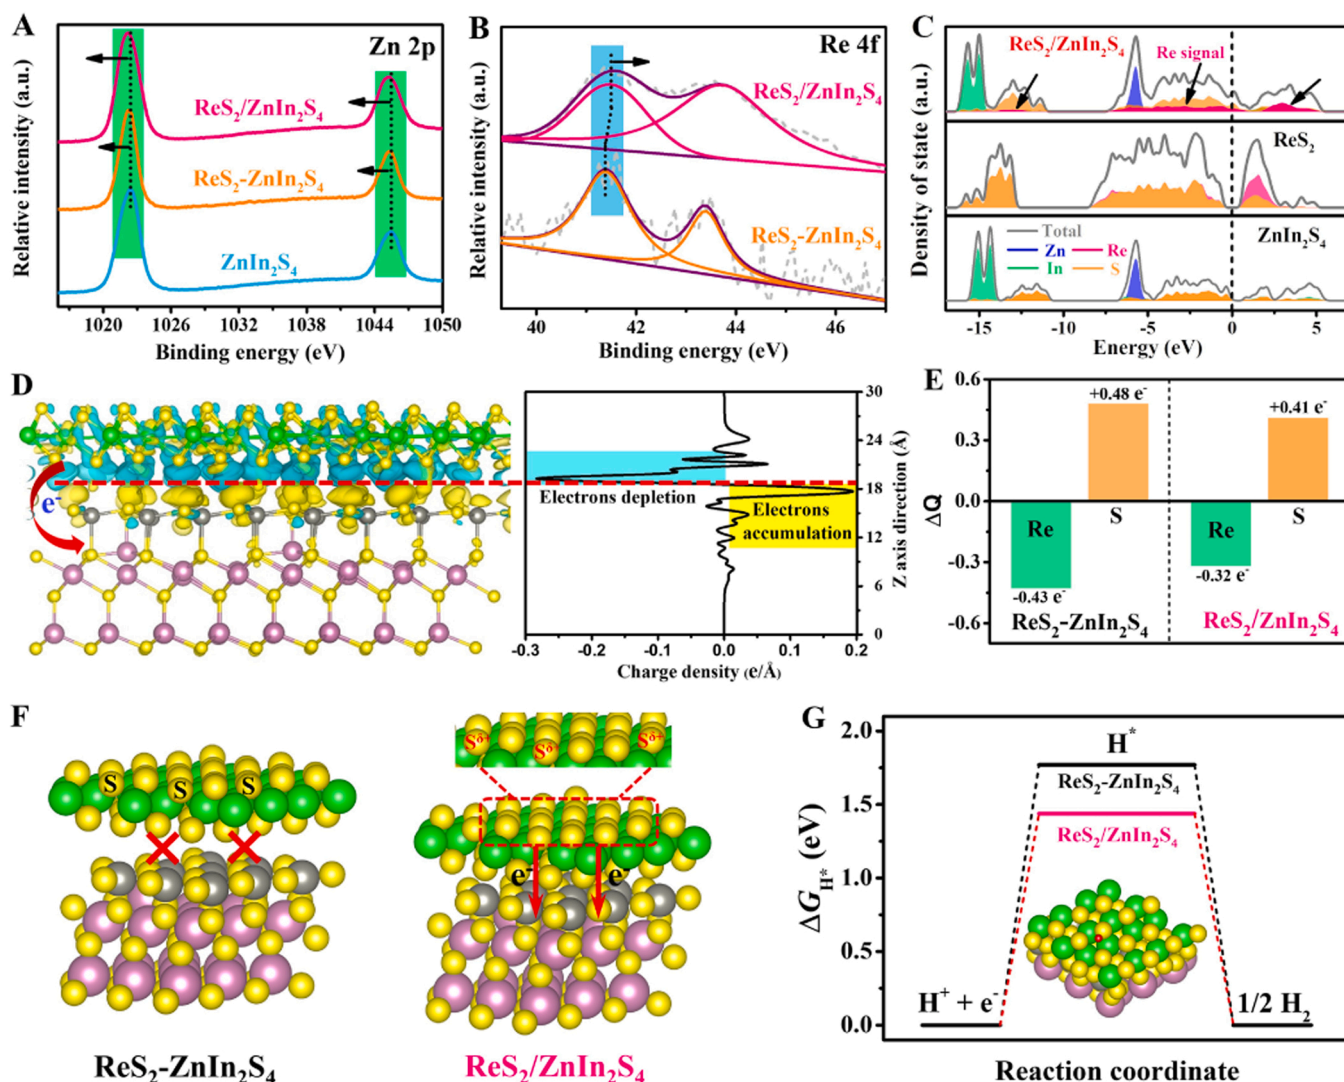 A
Zn 2p
Relative intensity (a.u.)
ReS₂/ZnIn₂S₄
ReS₂-ZnIn₂S₄
ZnIn₂S₄
1020 1026 1032 1038 1044 1050
Binding energy (eV)
B
Re 4f
Relative intensity (a.u.)
ReS₂/ZnIn₂S₄
ReS₂-ZnIn₂S₄
40 42 44 46
Binding energy (eV)
C
Density of state (a.u.)
ReS₂/ZnIn₂S₄
Re signal
ReS₂
ZnIn₂S₄
Total
Zn Re
In S
-15 -10 -5 0 5
Energy (eV)
D
e⁻
Electrons depletion
Electrons
accumulation
30
24
18
12
6
0
Z axis direction (Å)
-0.3 -0.2 -0.1 0.0 0.1 0.2
Charge density (e/Å)
E
0.6
0.3
0.0
-0.3
-0.6
ΔQ
+0.48 e⁻
+0.41 e⁻
S
S
Re
Re
-0.43 e⁻
-0.32 e⁻
ReS₂-ZnIn₂S₄
ReS₂/ZnIn₂S₄
F
S S S
Sᵟ⁺ Sᵟ⁺ Sᵟ⁺
e⁻ e⁻
ReS₂-ZnIn₂S₄
ReS₂/ZnIn₂S₄
G
2.0
1.5
1.0
0.5
0.0
ΔG_H* (eV)
H*
ReS₂-ZnIn₂S₄
ReS₂/ZnIn₂S₄
H⁺ + e⁻
1/2 H₂
Reaction coordinate